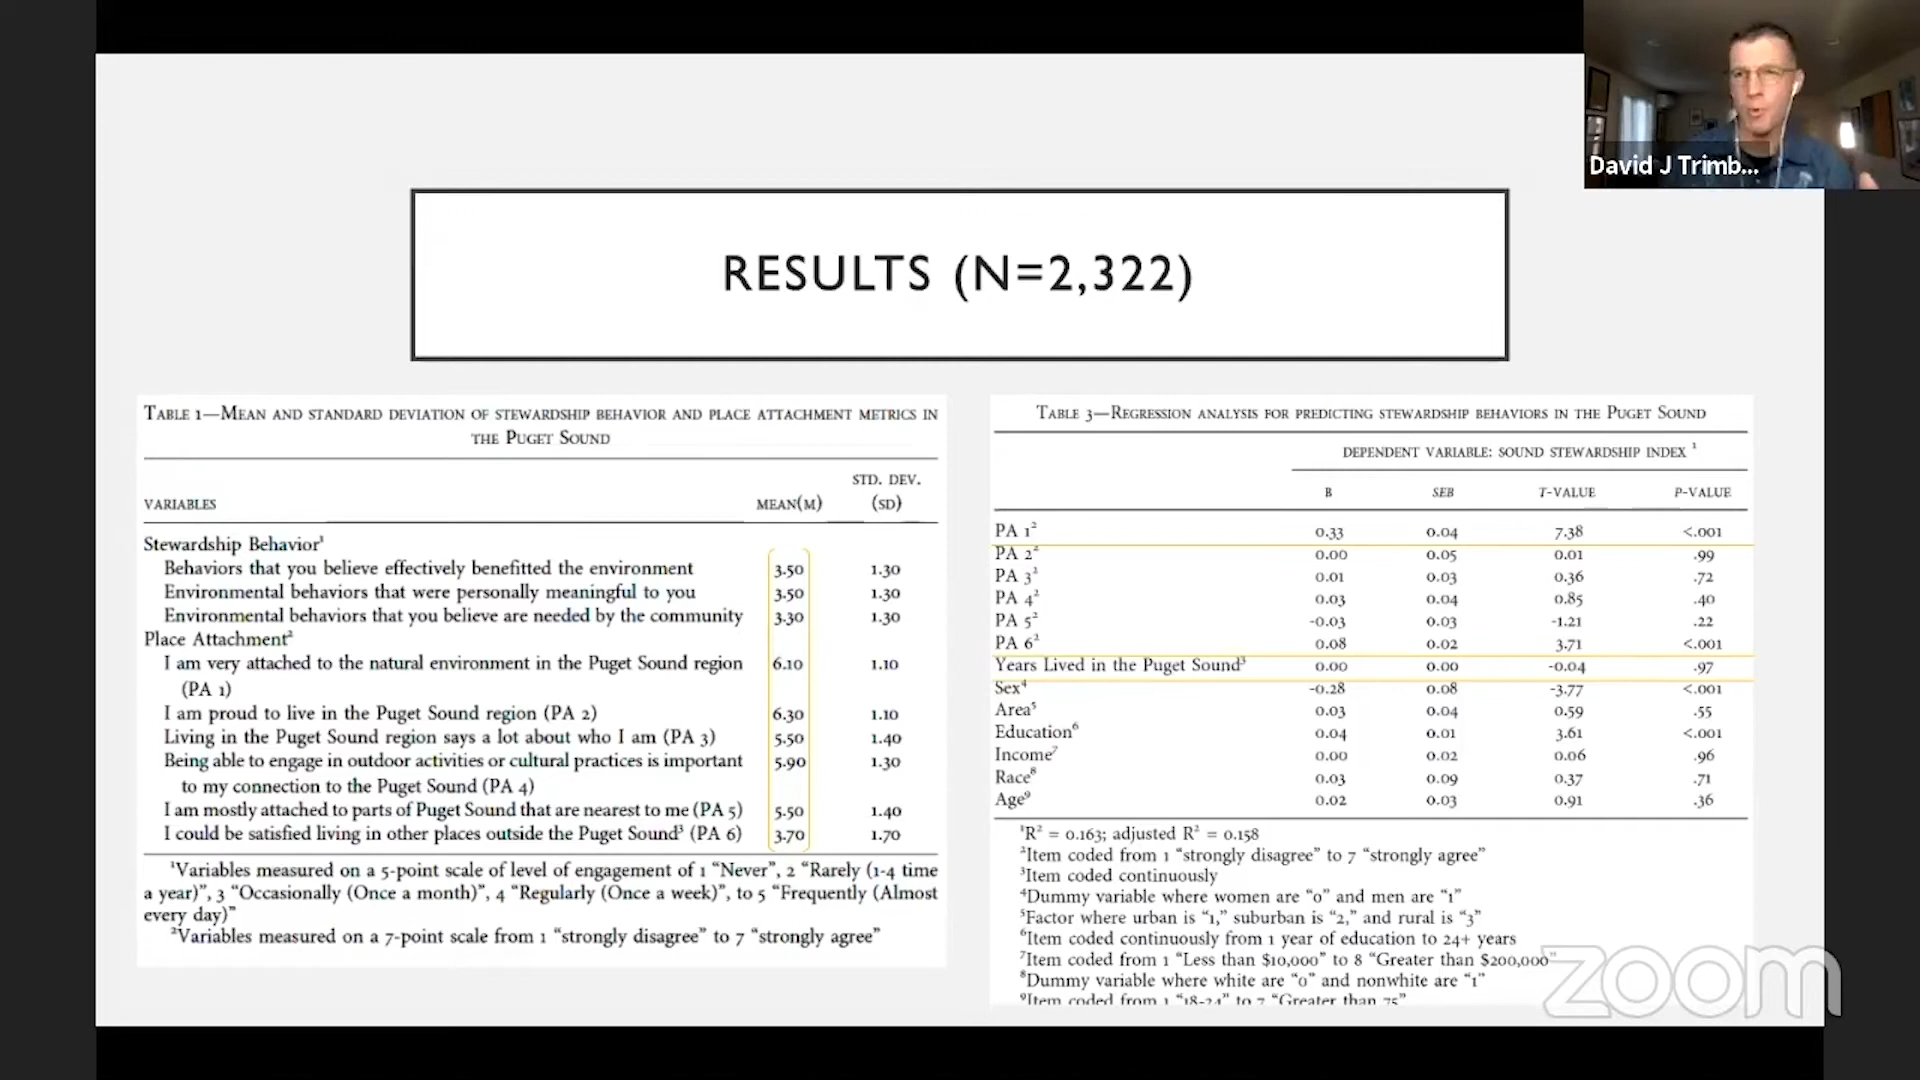 David J Trimb...
RESULTS (N=2,322)
TABLE 1—MEAN AND STANDARD DEVIATION OF STEWARDSHIP BEHAVIOR AND PLACE ATTACHMENT METRICS IN
THE PUGET SOUND
STD. DEV.
VARIABLES MEAN(M) (SD)
Stewardship Behavior¹
Behaviors that you believe effectively benefitted the environment 3.50 1.30
Environmental behaviors that were personally meaningful to you 3.50 1.30
Environmental behaviors that you believe are needed by the community 3.30 1.30
Place Attachment²
I am very attached to the natural environment in the Puget Sound region 6.10 1.10
(PA 1)
I am proud to live in the Puget Sound region (PA 2) 6.30 1.10
Living in the Puget Sound region says a lot about who I am (PA 3) 5.50 1.40
Being able to engage in outdoor activities or cultural practices is important 5.90 1.30
to my connection to the Puget Sound (PA 4)
I am mostly attached to parts of Puget Sound that are nearest to me (PA 5) 5.50 1.40
I could be satisfied living in other places outside the Puget Sound³ (PA 6) 3.70 1.70
¹Variables measured on a 5-point scale of level of engagement of 1 “Never”, 2 “Rarely (1-4 time
a year)”, 3 “Occasionally (Once a month)”, 4 “Regularly (Once a week)”, to 5 “Frequently (Almost
every day)”
²Variables measured on a 7-point scale from 1 “strongly disagree” to 7 “strongly agree”
TABLE 3—REGRESSION ANALYSIS FOR PREDICTING STEWARDSHIP BEHAVIORS IN THE PUGET SOUND
DEPENDENT VARIABLE: SOUND STEWARDSHIP INDEX ¹
B SEB T-VALUE P-VALUE
PA 1² 0.33 0.04 7.38 <.001
PA 2² 0.00 0.05 0.01 .99
PA 3² 0.01 0.03 0.36 .72
PA 4² 0.03 0.04 0.85 .40
PA 5² -0.03 0.03 -1.21 .22
PA 6² 0.08 0.02 3.71 <.001
Years Lived in the Puget Sound³ 0.00 0.00 -0.04 .97
Sex⁴ -0.28 0.08 -3.77 <.001
Area⁵ 0.03 0.04 0.59 .55
Education⁶ 0.04 0.01 3.61 <.001
Income⁷ 0.00 0.02 0.06 .96
Race⁸ 0.03 0.09 0.37 .71
Age⁹ 0.02 0.03 0.91 .36
¹R² = 0.163; adjusted R² = 0.158
²Item coded from 1 “strongly disagree” to 7 “strongly agree”
³Item coded continuously
⁴Dummy variable where women are “0” and men are “1”
⁵Factor where urban is “1,” suburban is “2,” and rural is “3”
⁶Item coded continuously from 1 year of education to 24+ years
⁷Item coded from 1 “Less than $10,000” to 8 “Greater than $200,000”
⁸Dummy variable where white are “0” and nonwhite are “1”
⁹Item coded from 1 “18-24” to 7 “Greater than 75”
zoom